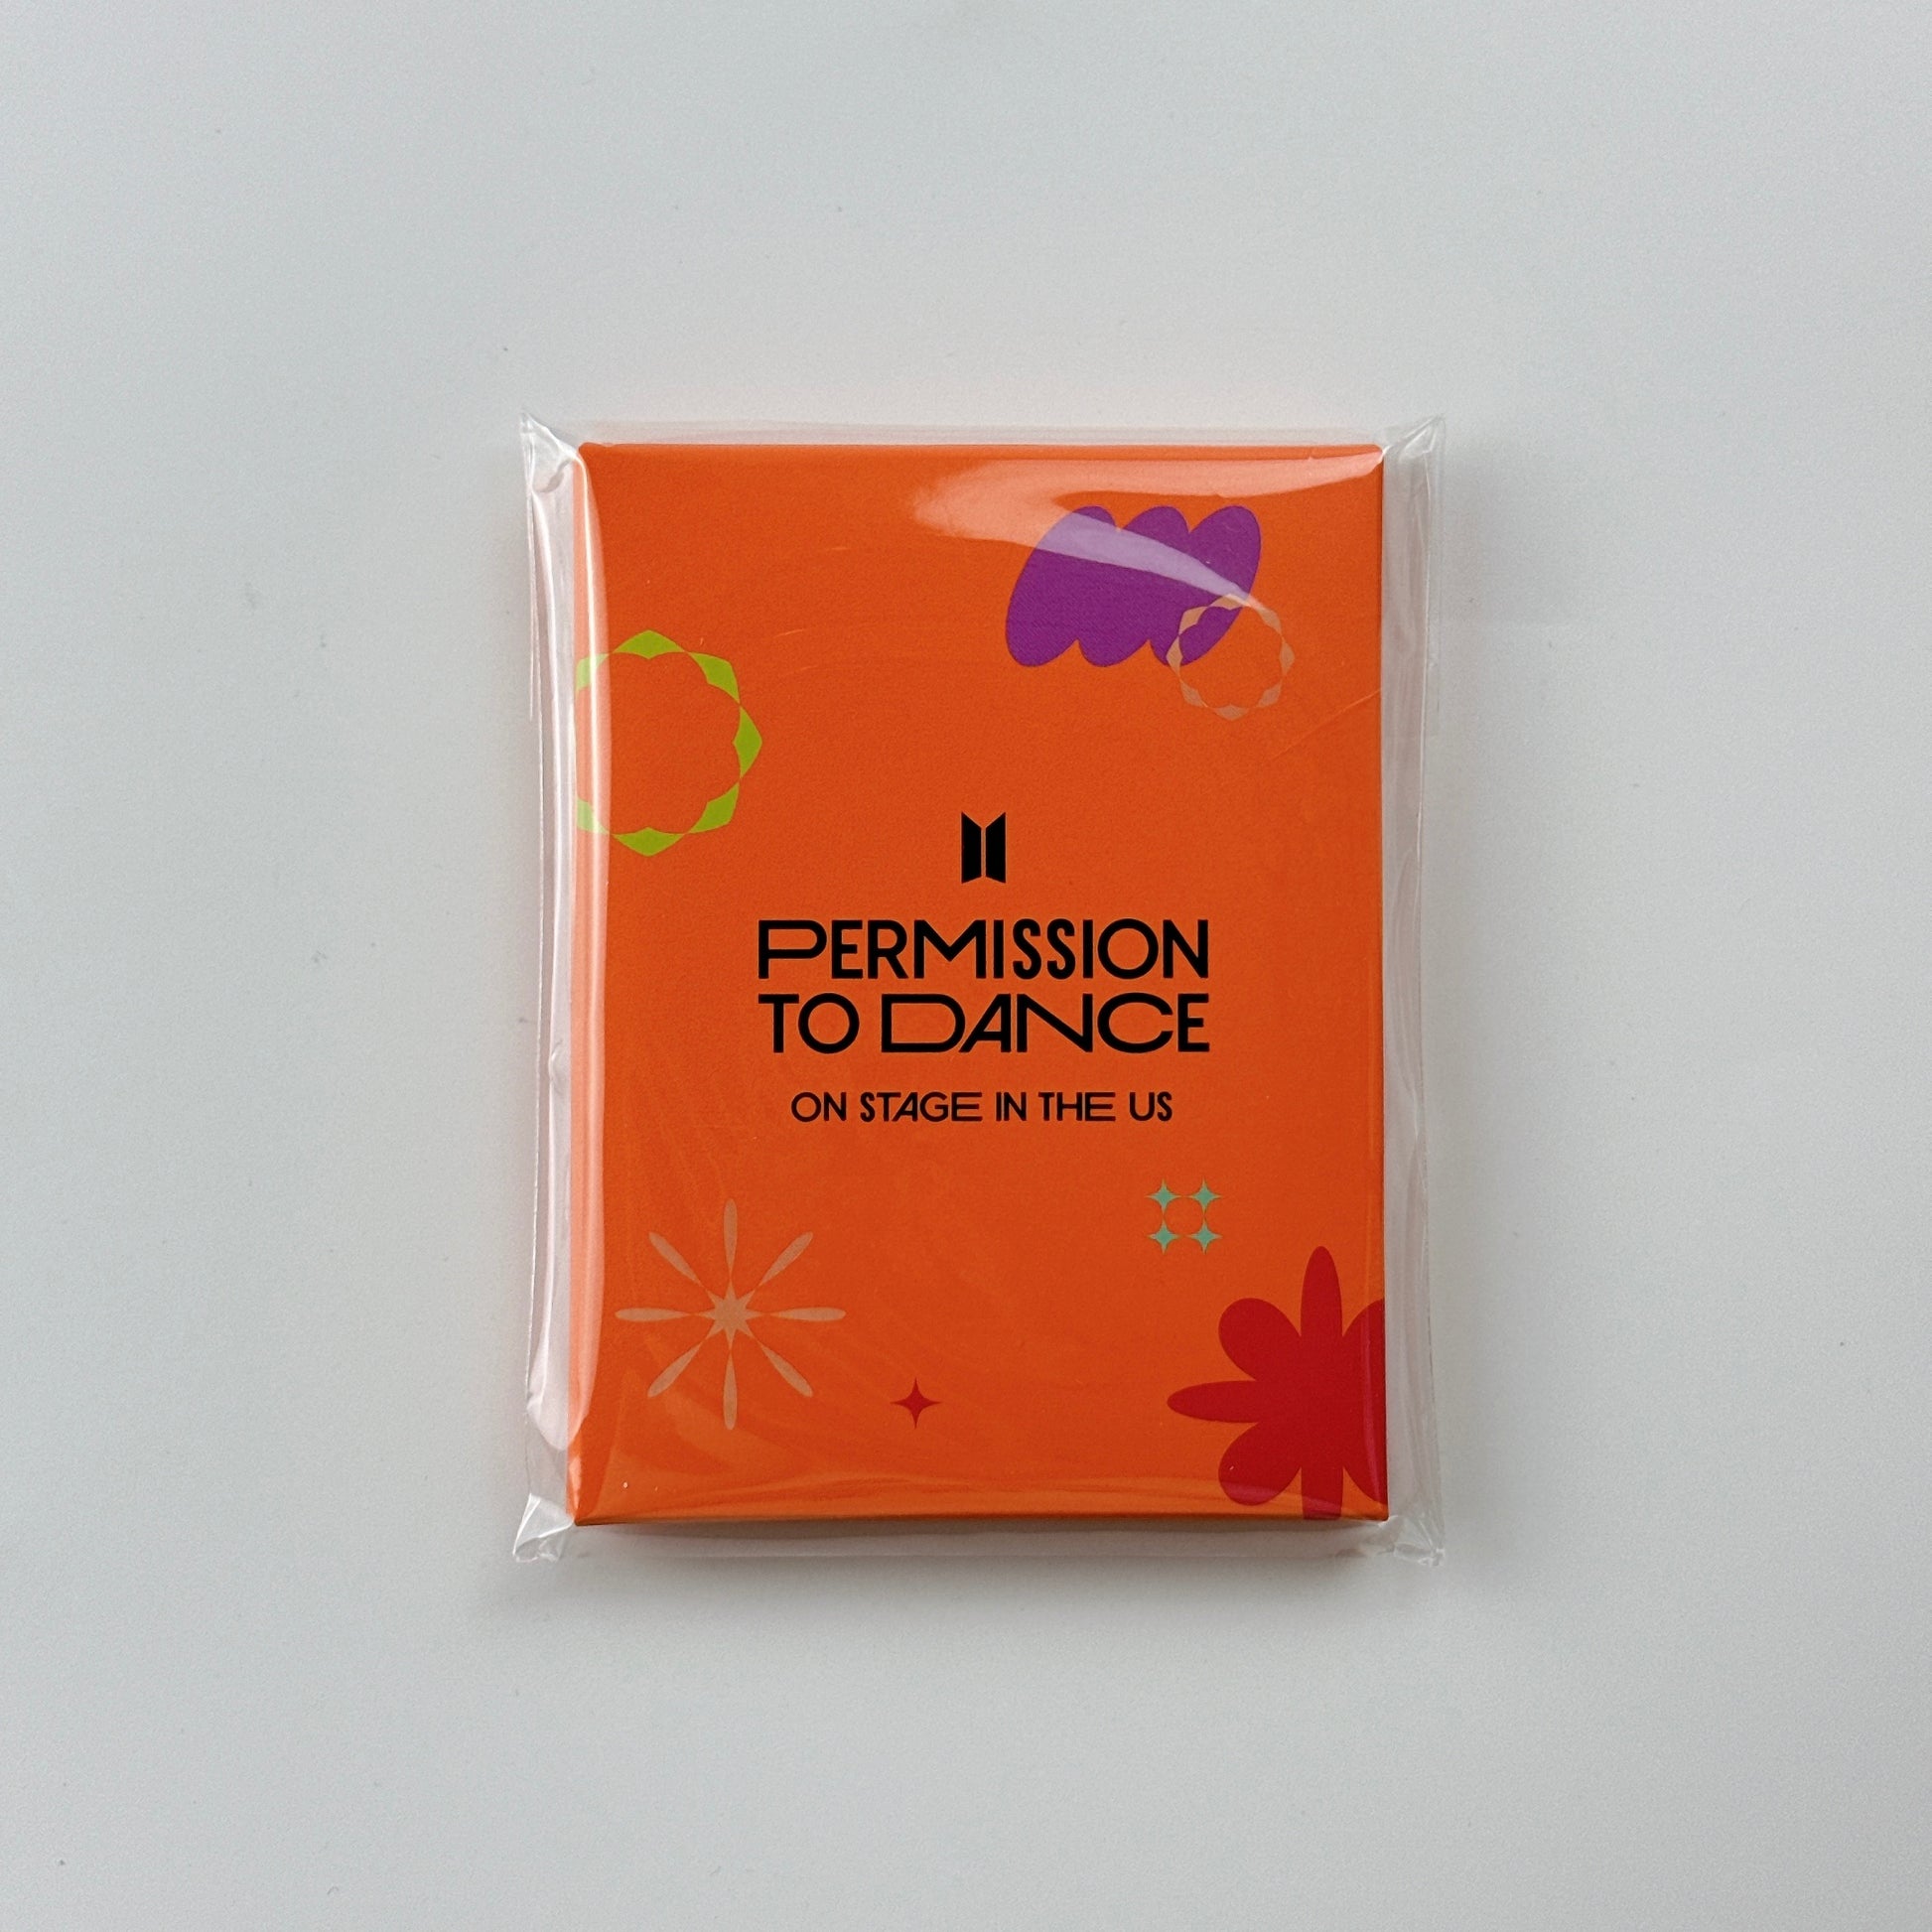 PERMISSION
TO DANCE
ON STAGE IN THE US